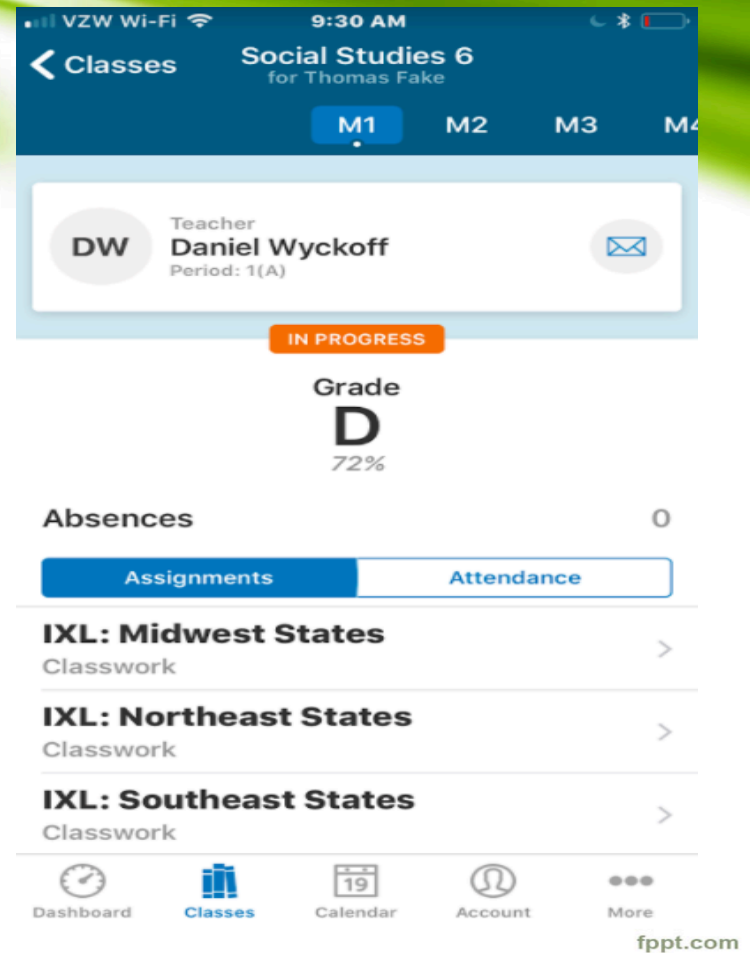 VZW Wi-Fi 9:30 AM
Classes Social Studies 6
for Thomas Fake
M1 M2 M3 M4
Teacher
DW Daniel Wyckoff
Period: 1(A)
IN PROGRESS
Grade
D
72%
Absences 0
Assignments Attendance
IXL: Midwest States
Classwork
IXL: Northeast States
Classwork
IXL: Southeast States
Classwork
19
Dashboard Classes Calendar Account More
fppt.com